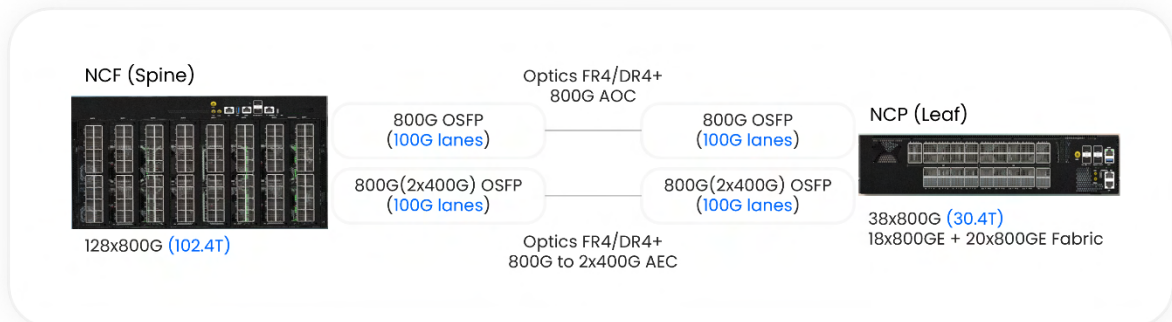 NCF (Spine)
128x800G (102.4T)
Optics FR4/DR4+
800G AOC
800G OSFP
(100G lanes)
800G OSFP
(100G lanes)
800G(2x400G) OSFP
(100G lanes)
800G(2x400G) OSFP
(100G lanes)
Optics FR4/DR4+
800G to 2x400G AEC
NCP (Leaf)
38x800G (30.4T)
18x800GE + 20x800GE Fabric